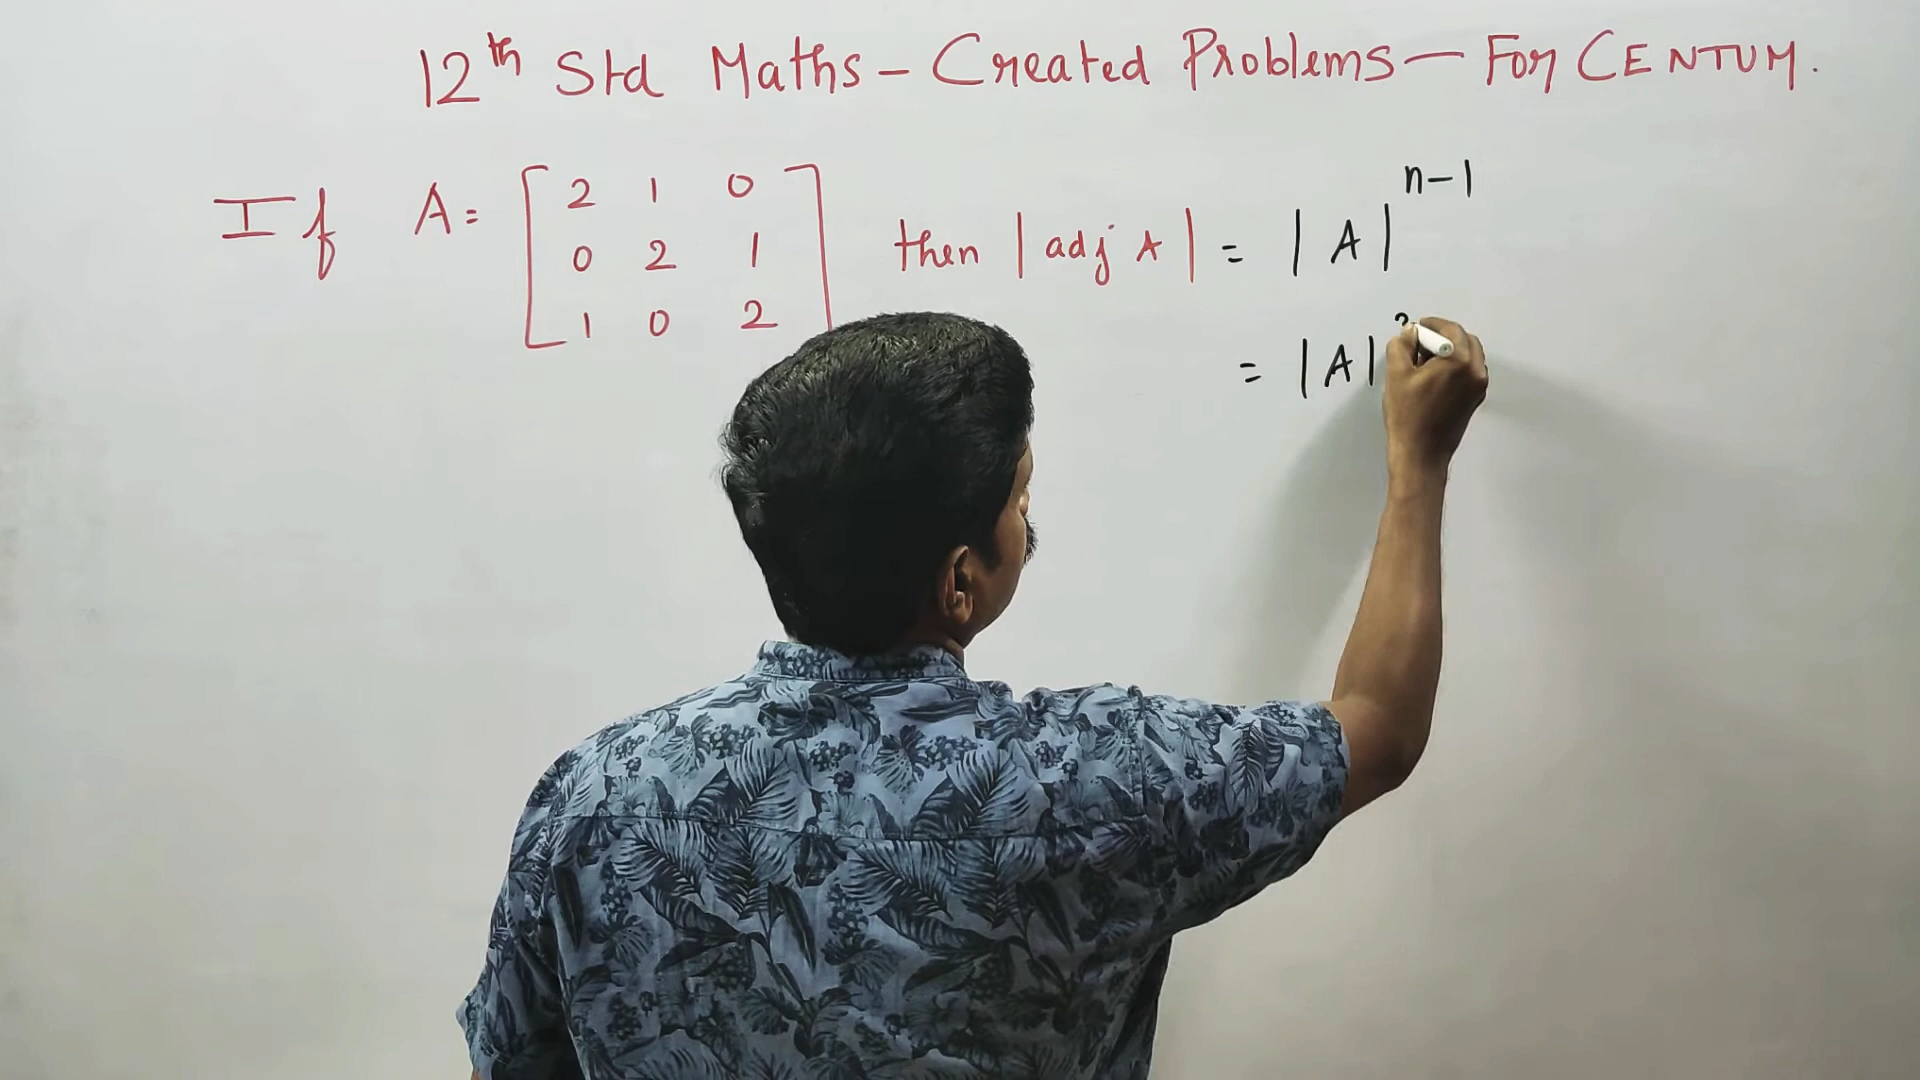 12th Std Maths - Created Problems - For CENTUM.
If A = [2 1 0
0 2 1
1 0 2] then |adj A| = |A|^n-1
= |A|